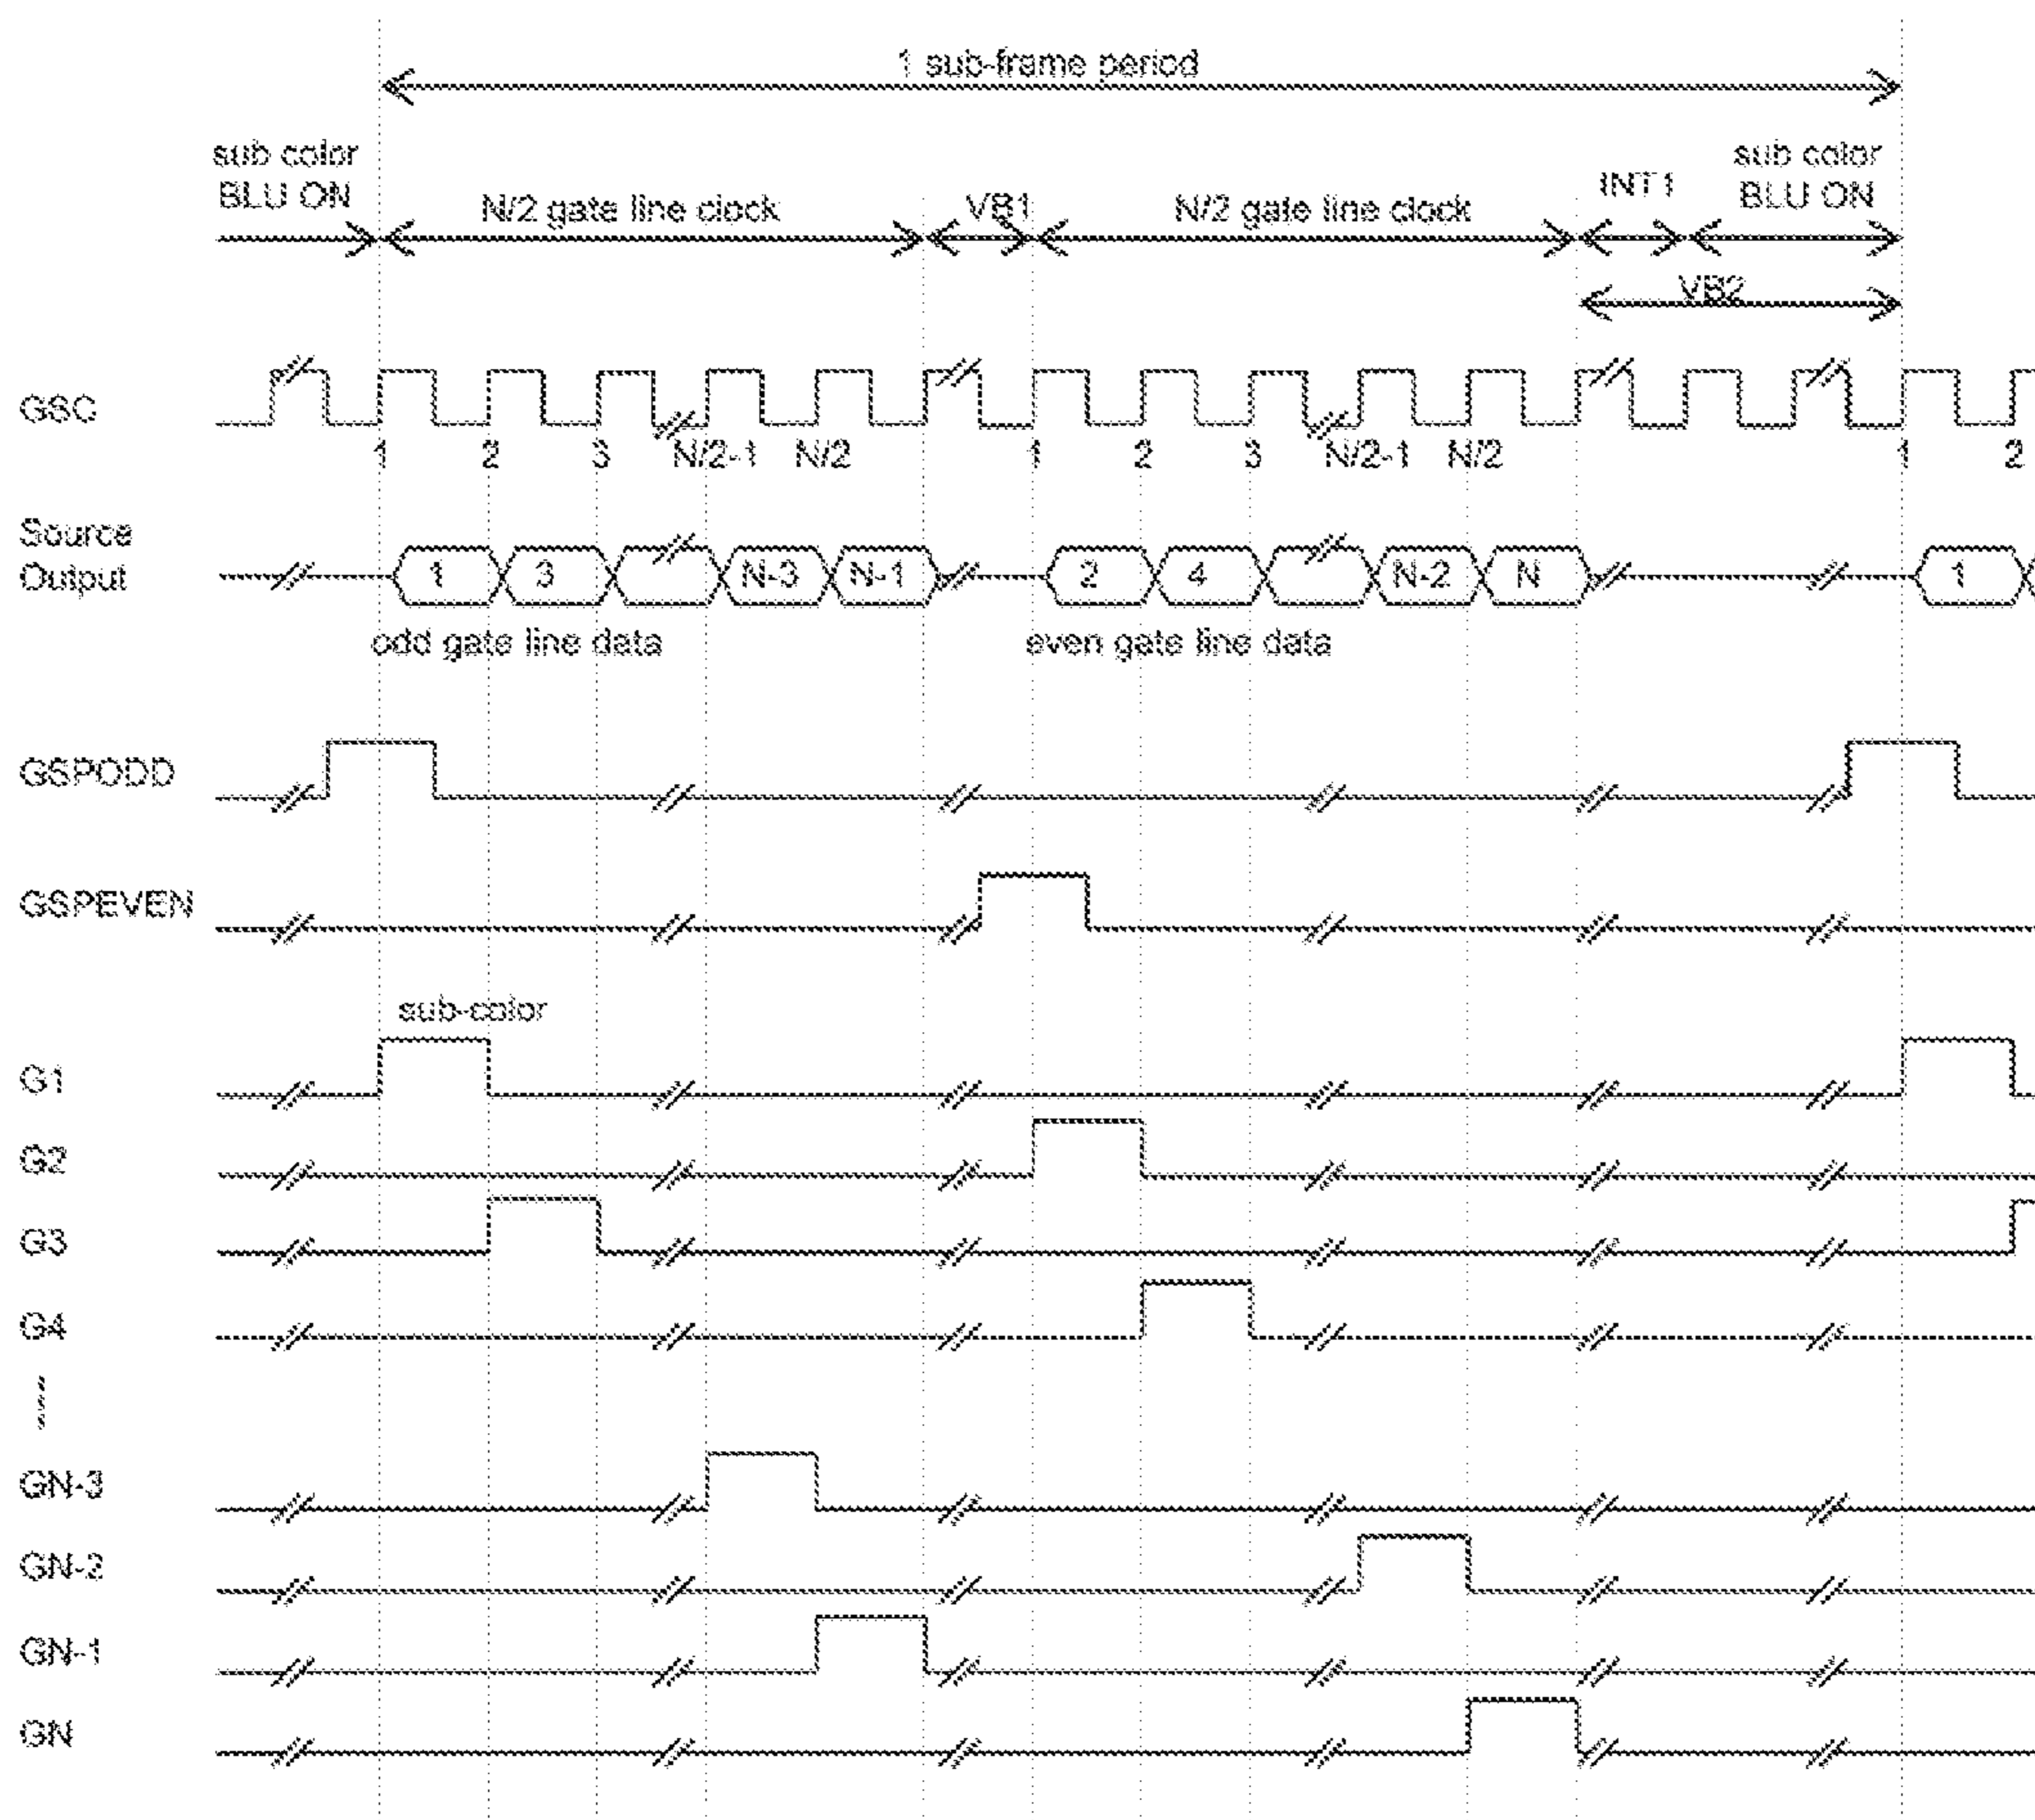 1 sub-frame period
sub color
BLU ON
N/2 gate line clock
VB1
N/2 gate line clock
INT1
sub color
BLU ON
VB2
GSC
1 2 3 N/2-1 N/2 1 2 3 N/2-1 N/2 1 2
Source
Output
1 3 N-3 N-1 2 4 N-2 N 1
odd gate line data
even gate line data
GSPODD
GSPEVEN
sub-color
G1
G2
G3
G4
GN-3
GN-2
GN-1
GN